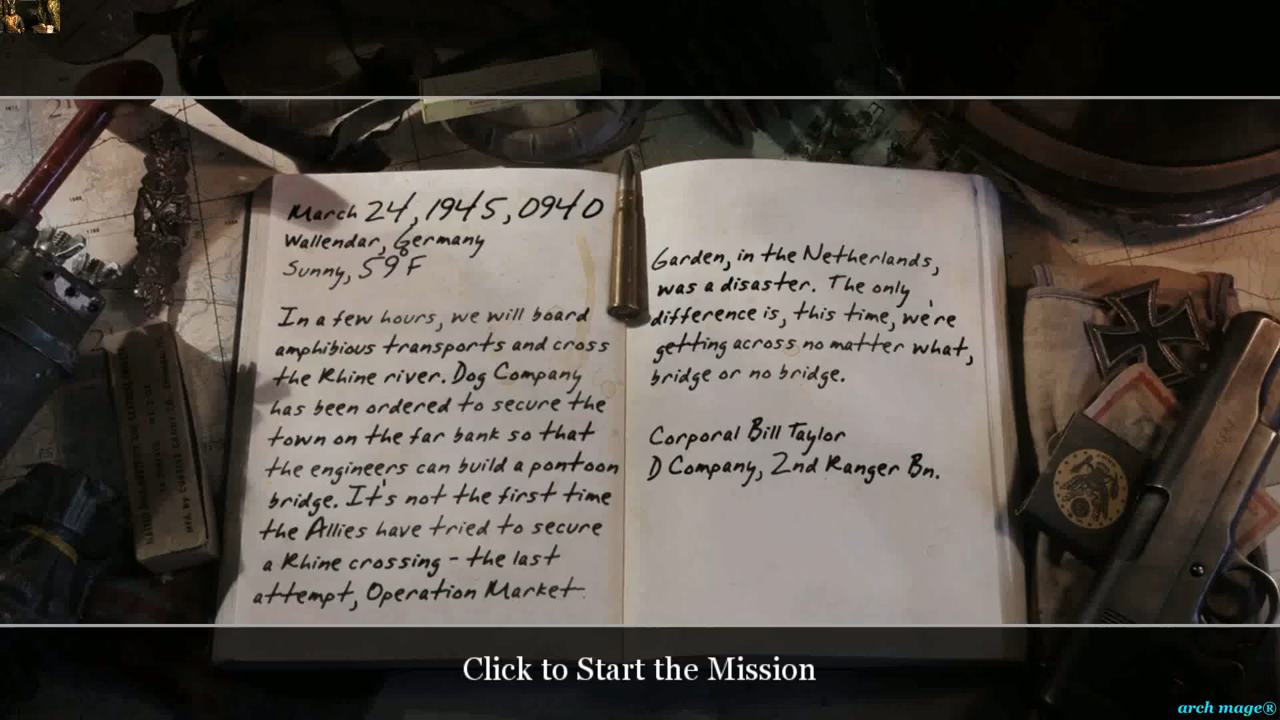 March 24, 1945, 0940
Wallendar, Germany
Sunny, 59F
In a few hours, we will board
amphibious transports and cross
the Rhine river. Dog Company
has been ordered to secure the
town on the far bank so that
the engineers can build a pontoon
bridge. It's not the first time
the Allies have tried to secure
a Rhine crossing - the last
attempt, Operation Market
Garden, in the Netherlands,
was a disaster. The only
difference is, this time, we're
getting across no matter what,
bridge or no bridge.
Corporal Bill Taylor
D Company, 2nd Ranger Bn.
Click to Start the Mission
arch mage®